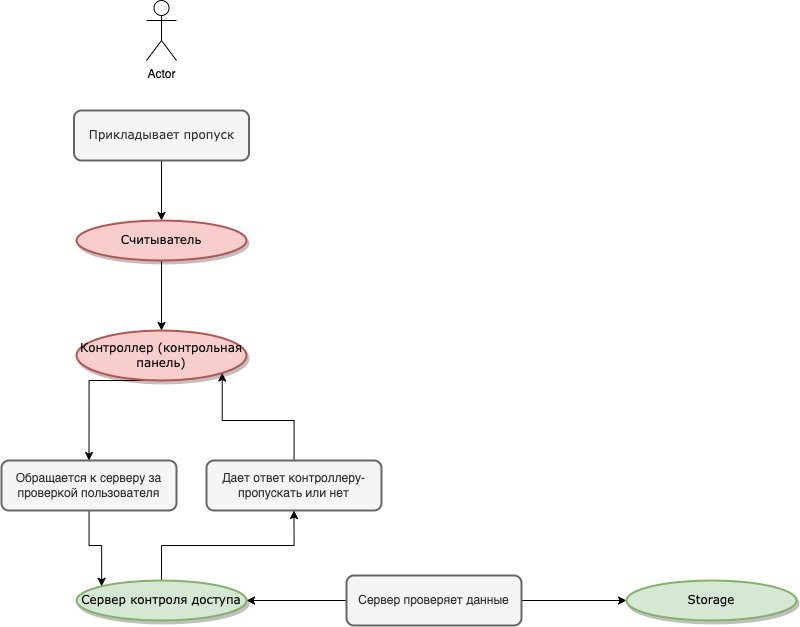 Actor
Прикладывает пропуск
Считыватель
Контроллер (контрольная
панель)
Обращается к серверу за
проверкой пользователя
Дает ответ контроллеру-
пропускать или нет
Сервер контроля доступа
Сервер проверяет данные
Storage